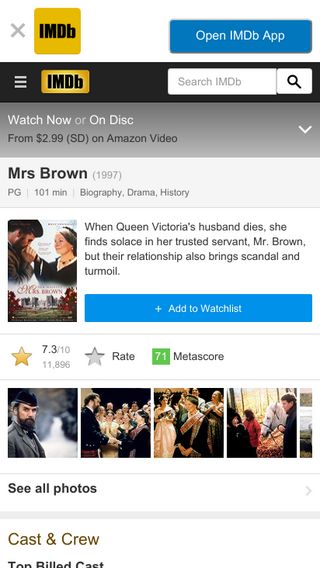 IMDb
Open IMDb App
IMDb
Search IMDb
Watch Now or On Disc
From $2.99 (SD) on Amazon Video
Mrs Brown (1997)
PG | 101 min | Biography, Drama, History
When Queen Victoria's husband dies, she
finds solace in her trusted servant, Mr. Brown,
but their relationship also brings scandal and
turmoil.
MRS. BROWN
+ Add to Watchlist
7.3/10
11,896
Rate
71 Metascore
See all photos
Cast & Crew
Top Billed Cast